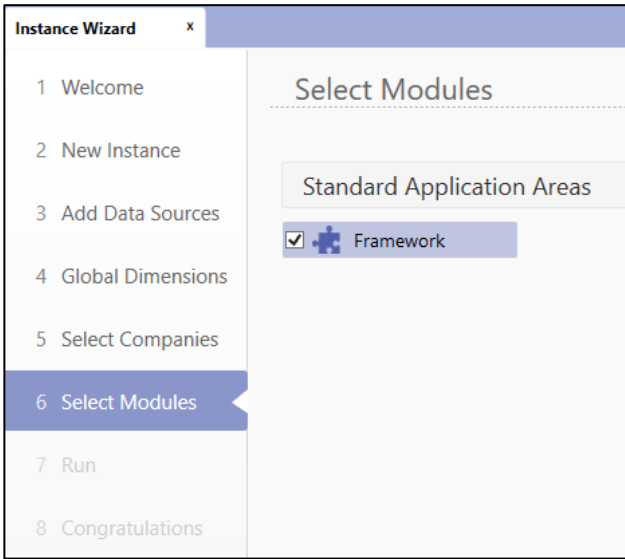 Instance Wizard x
1 Welcome
2 New Instance
3 Add Data Sources
4 Global Dimensions
5 Select Companies
6 Select Modules
7 Run
8 Congratulations
Select Modules
Standard Application Areas
Framework